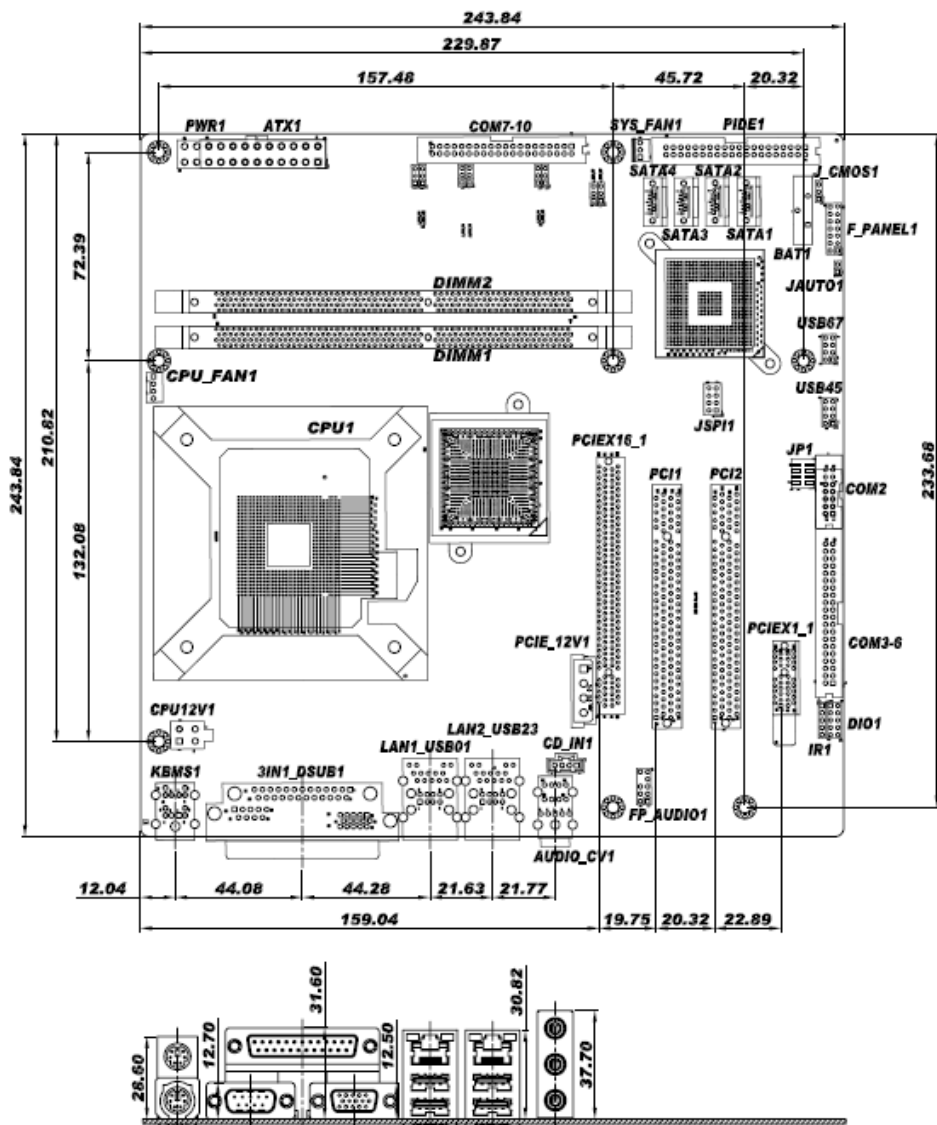 243.84
229.87
157.48 45.72 20.32
PWR1 ATX1 COM7-10 SYS_FAN1 PIDE1
SATA4 SATA2 J_CMOS1
SATA3 SATA1 F_PANEL1
BAT1
JAUTO1
72.39
DIMM2
DIMM1
USB67
CPU_FAN1
USB45
JSPI1
CPU1
PCIEX16_1
JP1
PCI1 PCI2 COM2
210.82
243.84
233.68
132.08
PCIE_12V1 PCIEX1_1 COM3-6
CPU12V1
LAN2_USB23
DIO1
LAN1_USB01 CD_IN1 IR1
KBMS1 3IN1_DSUB1
FP_AUDIO1
AUDIO_CV1
12.04 44.08 44.28 21.63 21.77
159.04 19.75 20.32 22.89
26.60
12.70
31.60
12.50
30.82
37.70